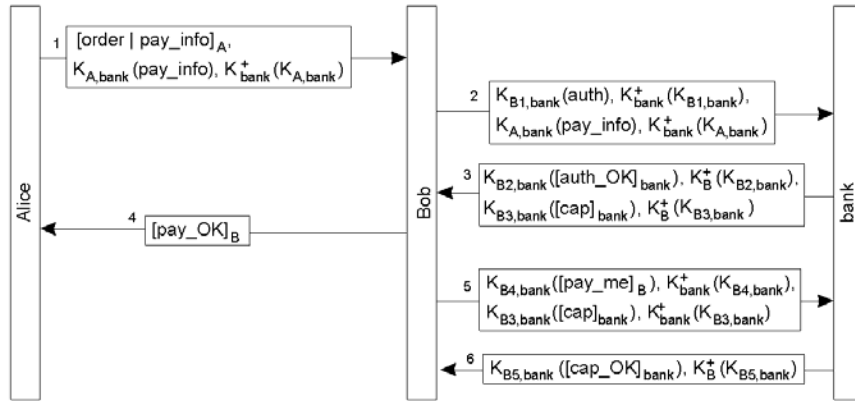 Alice
Bob
bank
1
[order | pay_info]A,
KA,bank(pay_info), K+bank(KA,bank)
2
KB1,bank(auth), K+bank(KB1,bank),
KA,bank(pay_info), K+bank(KA,bank)
3
KB2,bank([auth_OK]bank), K+B(KB2,bank),
KB3,bank([cap]bank), K+B(KB3,bank)
4
[pay_OK]B
5
KB4,bank([pay_me]B), K+bank(KB4,bank),
KB3,bank([cap]bank), K+bank(KB3,bank)
6
KB5,bank([cap_OK]bank), K+B(KB5,bank)